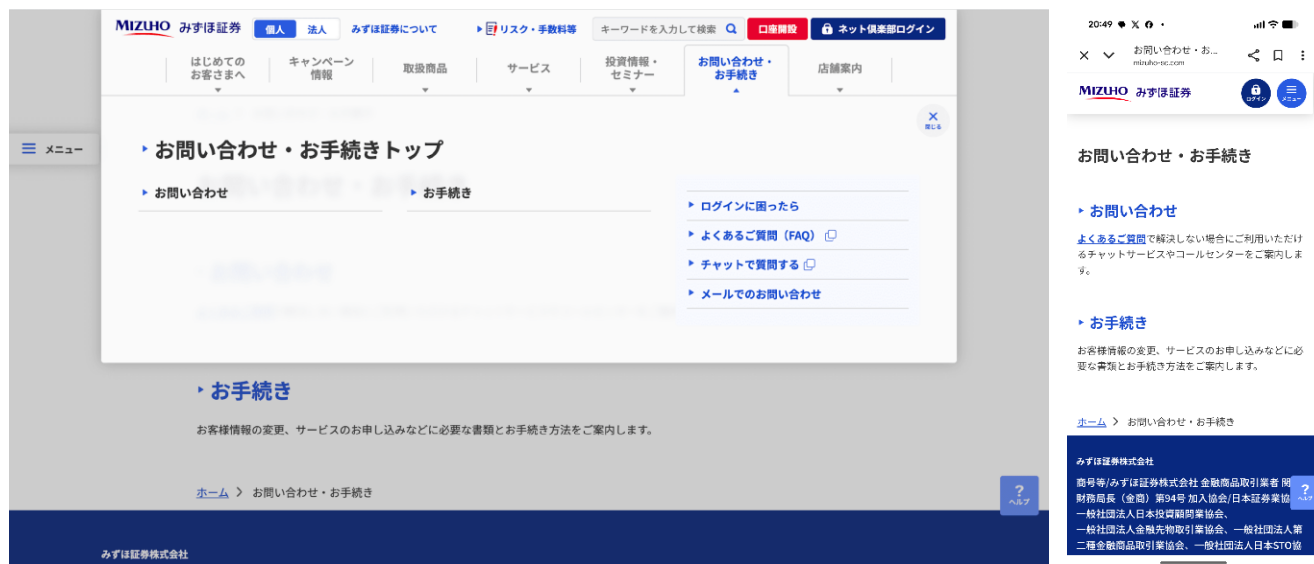 MIZUHO みずほ証券 個人 法人 みずほ証券について リスク・手数料等 キーワードを入力して検索 口座開設 ネット倶楽部ログイン
はじめての
お客さまへ
キャンペーン
情報
取扱商品
サービス
投資情報・
セミナー
お問い合わせ・
お手続き
店舗案内
閉じる
メニュー
お問い合わせ・お手続きトップ
お問い合わせ
お手続き
ログインに困ったら
よくあるご質問（FAQ）
チャットで質問する
メールでのお問い合わせ
お手続き
お客様情報の変更、サービスのお申し込みなどに必要な書類とお手続き方法をご案内します。
ホーム > お問い合わせ・お手続き
?
ヘルプ
みずほ証券株式会社
20:49
お問い合わせ・お...
mizuho-sc.com
MIZUHO みずほ証券
ログイン
メニュー
お問い合わせ・お手続き
お問い合わせ
よくあるご質問で解決しない場合にご利用いただけ
るチャットサービスやコールセンターをご案内しま
す。
お手続き
お客様情報の変更、サービスのお申し込みなどに必
要な書類とお手続き方法をご案内します。
ホーム > お問い合わせ・お手続き
みずほ証券株式会社
商号等/みずほ証券株式会社 金融商品取引業者 関
財務局長（金商）第94号 加入協会/日本証券業協
一般社団法人日本投資顧問業協会、
一般社団法人金融先物取引業協会、一般社団法人第
二種金融商品取引業協会、一般社団法人日本STO協
?
ヘルプ